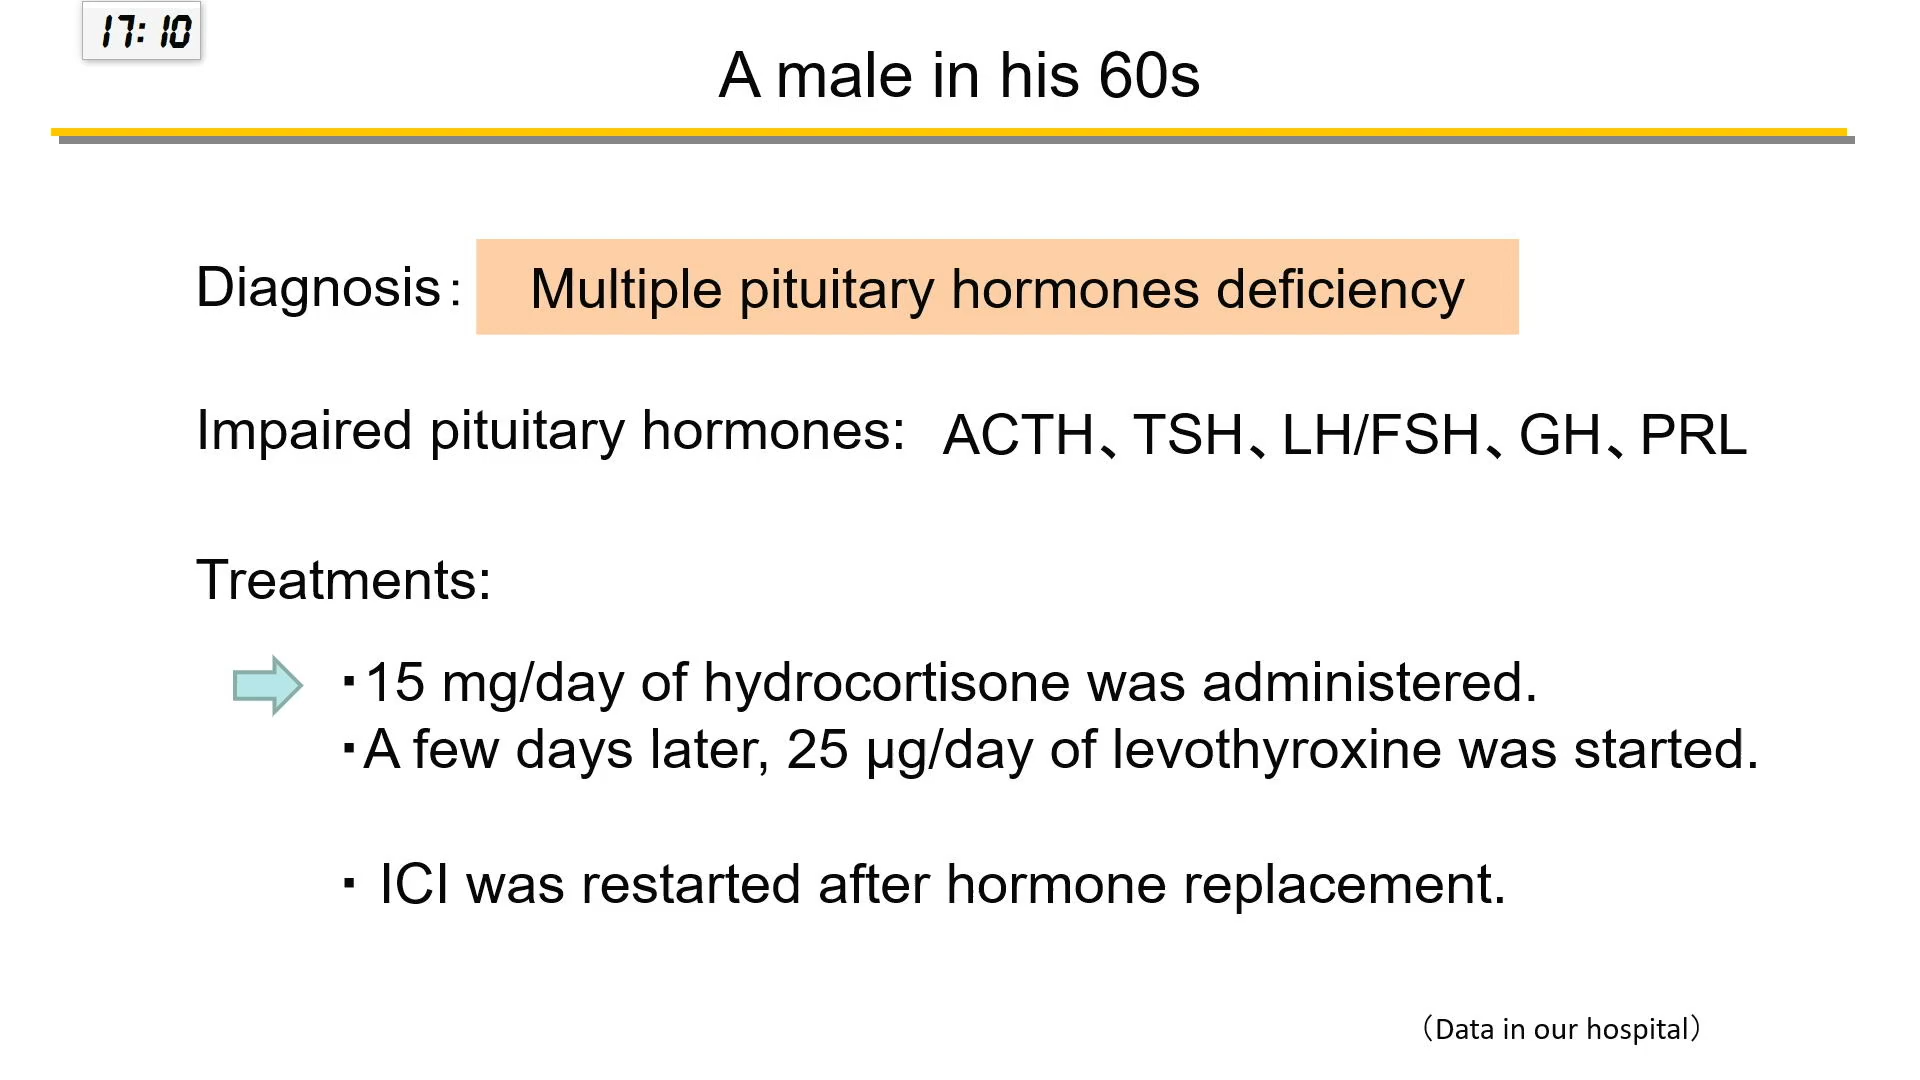 17:10
A male in his 60s
Diagnosis： Multiple pituitary hormones deficiency
Impaired pituitary hormones: ACTH、TSH、LH/FSH、GH、PRL
Treatments:
・15 mg/day of hydrocortisone was administered.
・A few days later, 25 μg/day of levothyroxine was started.
・ICI was restarted after hormone replacement.
（Data in our hospital）